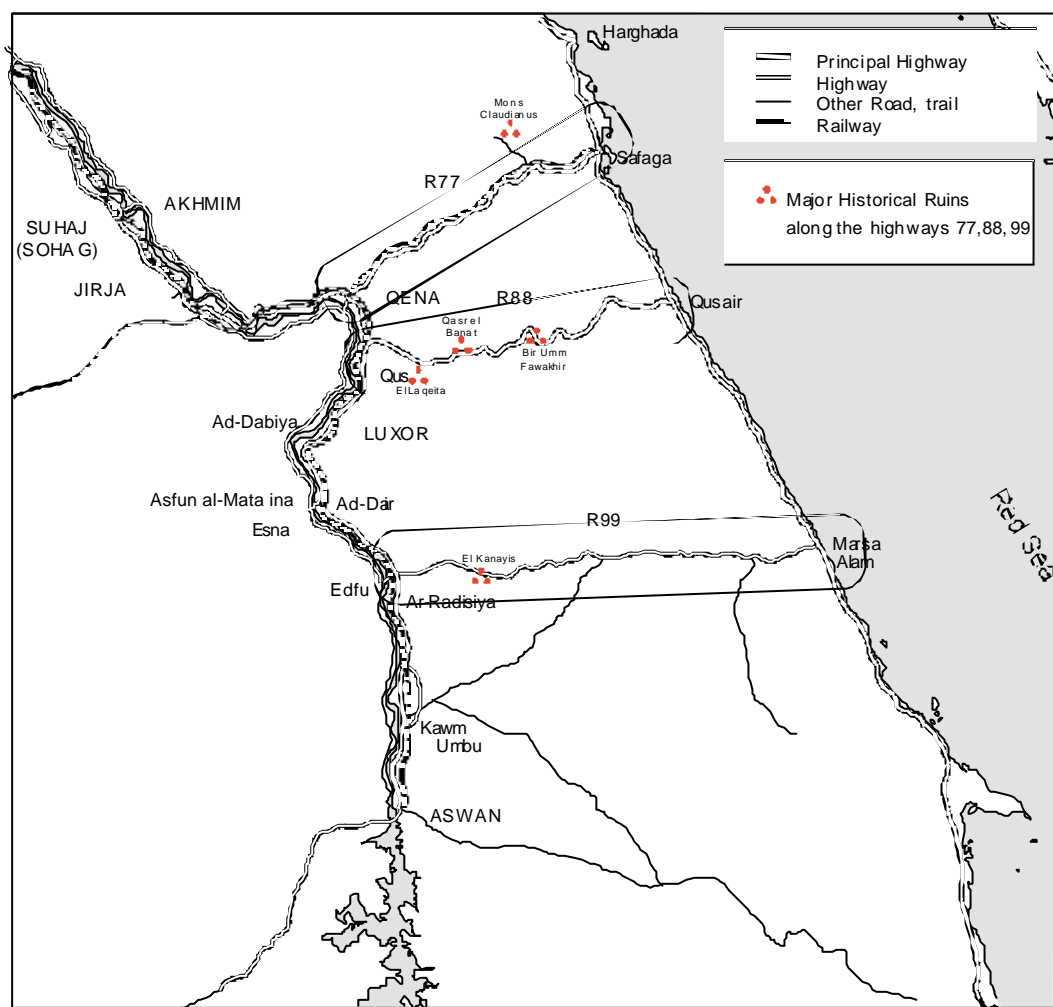 Harghada
Principal Highway
Highway
Other Road, trail
Railway
Major Historical Ruins
along the highways 77,88,99
Mons
Claudianus
Safaga
R77
AKHMIM
SUHAJ
(SOHAG)
JIRJA
QENA
R88
Qusair
Qasr el
Banat
Bir Umm
Fawakhir
Qus
El Laqeita
Ad-Dabiya
LUXOR
Asfun al-Mata ina
Ad-Dair
Esna
R99
Marsa
Alam
Red Sea
El Kanayis
Edfu
Ar-Radisiya
Kawm
Umbu
ASWAN